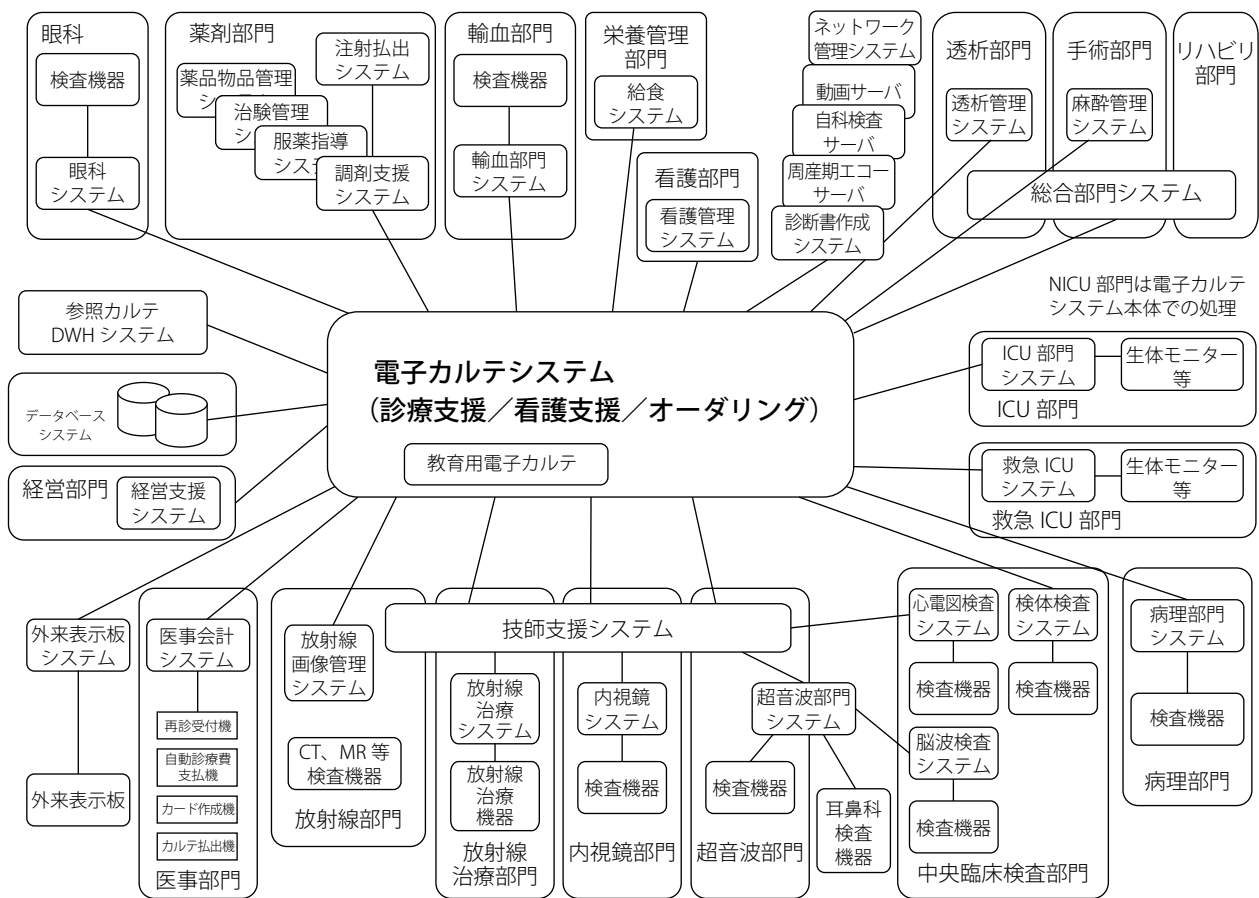 眼科
検査機器
眼科
システム
薬剤部門
注射払出
システム
薬品物品管理
シ
治験管理
シ
服薬指導
システ
調剤支援
システム
輸血部門
検査機器
輸血部門
システム
栄養管理
部門
給食
システム
看護部門
看護管理
システム
ネットワーク
管理システム
動画サーバ
自科検査
サーバ
周産期エコー
サーバ
診断書作成
システム
透析部門
透析管理
システム
手術部門
麻酔管理
システム
リハビリ
部門
総合部門システム
NICU 部門は電子カルテ
システム本体での処理
参照カルテ
DWH システム
データベース
システム
経営部門
経営支援
システム
電子カルテシステム
（診療支援／看護支援／オーダリング）
教育用電子カルテ
ICU 部門
システム
生体モニター
等
ICU 部門
救急 ICU
システム
生体モニター
等
救急 ICU 部門
外来表示板
システム
外来表示板
医事会計
システム
再診受付機
自動診療費
支払機
カード作成機
カルテ払出機
医事部門
放射線
画像管理
システム
CT、MR 等
検査機器
放射線部門
技師支援システム
放射線
治療
システム
放射線
治療
機器
放射線
治療部門
内視鏡
システム
検査機器
内視鏡部門
超音波部門
システム
検査機器
超音波部門
耳鼻科
検査
機器
心電図検査
システム
検査機器
検体検査
システム
検査機器
脳波検査
システム
検査機器
中央臨床検査部門
病理部門
システム
検査機器
病理部門